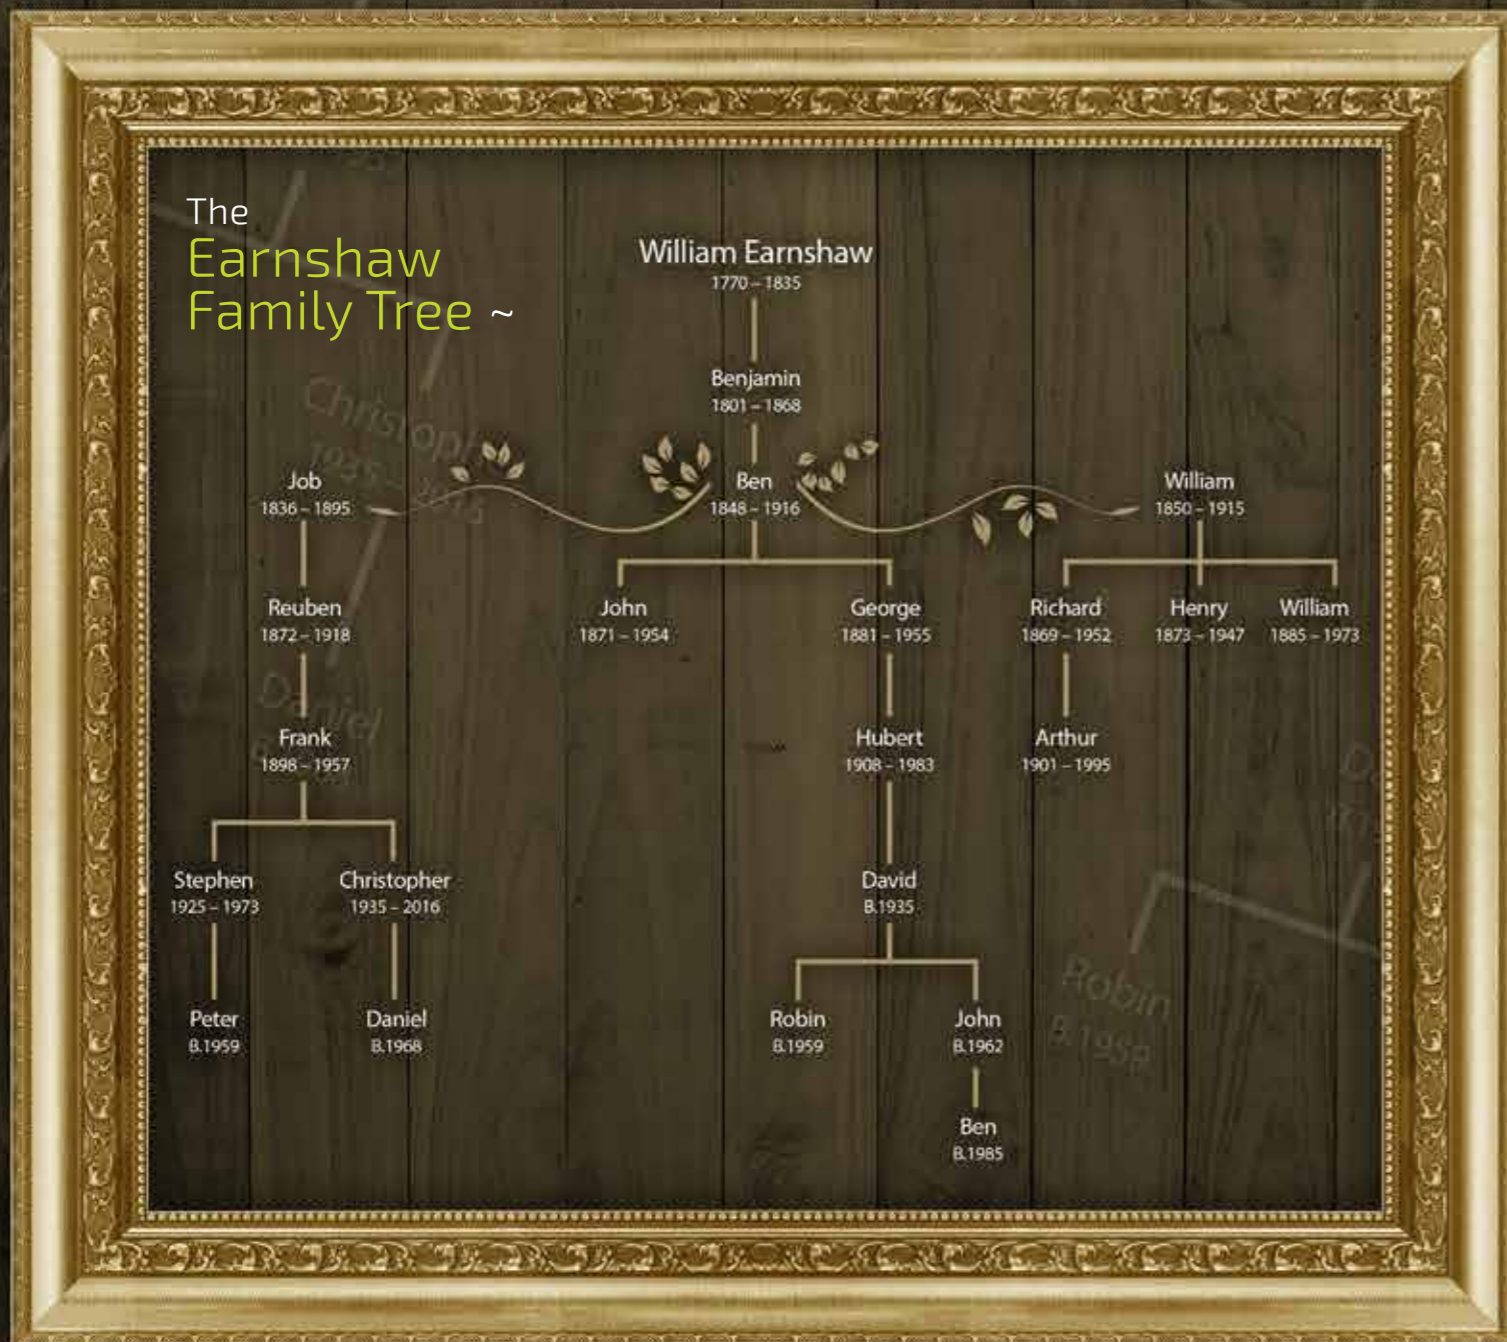 The
Earnshaw
Family Tree ~
William Earnshaw
1770 – 1835
Benjamin
1801 – 1868
Job
1836 – 1895
Ben
1848 – 1916
William
1850 – 1915
Reuben
1872 – 1918
John
1871 – 1954
George
1881 – 1955
Richard
1869 – 1952
Henry
1873 – 1947
William
1885 – 1973
Frank
1898 – 1957
Hubert
1908 – 1983
Arthur
1901 – 1995
Stephen
1925 – 1973
Christopher
1935 – 2016
David
B.1935
Peter
B.1959
Daniel
B.1968
Robin
B.1959
John
B.1962
Ben
B.1985
Daniel
Robin
B.1959